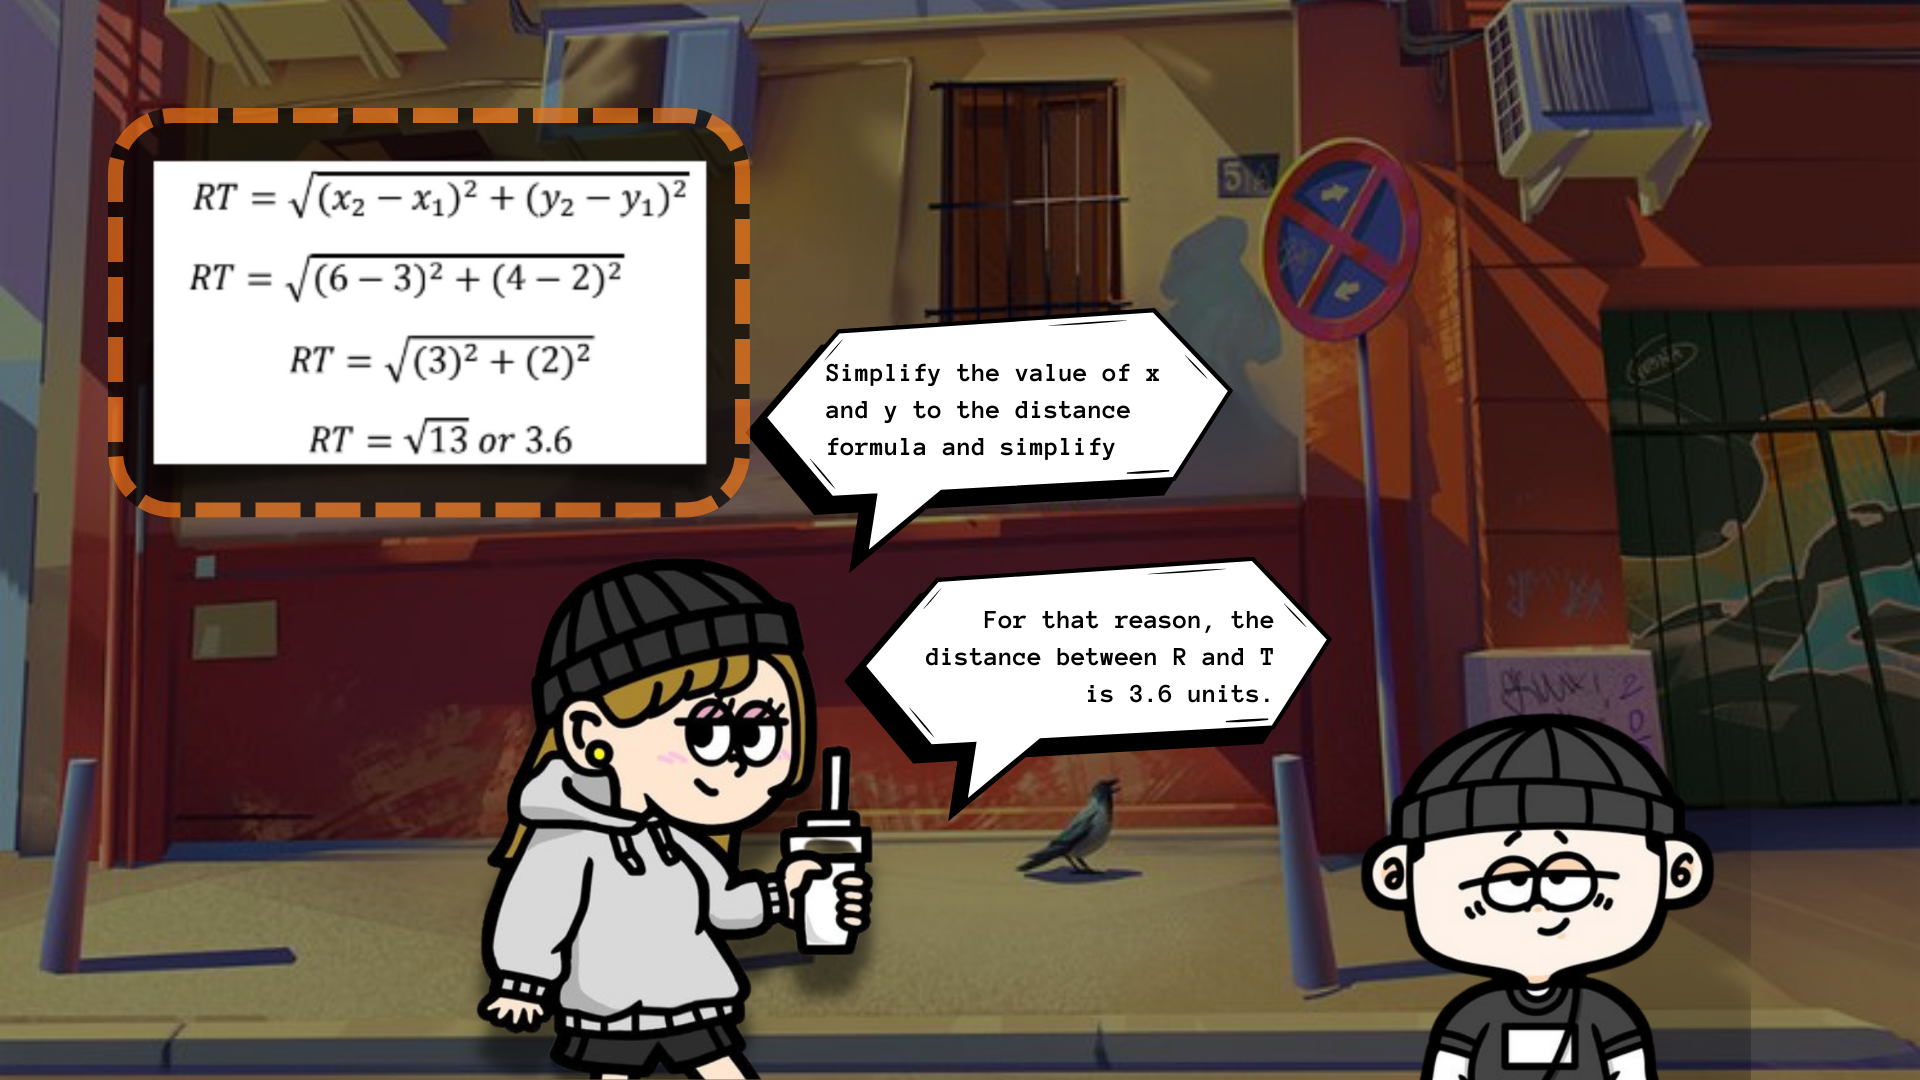 RT = √(x₂ − x₁)² + (y₂ − y₁)²
RT = √(6 − 3)² + (4 − 2)²
RT = √(3)² + (2)²
RT = √13 or 3.6
5A
Simplify the value of x
and y to the distance
formula and simplify
For that reason, the
distance between R and T
is 3.6 units.